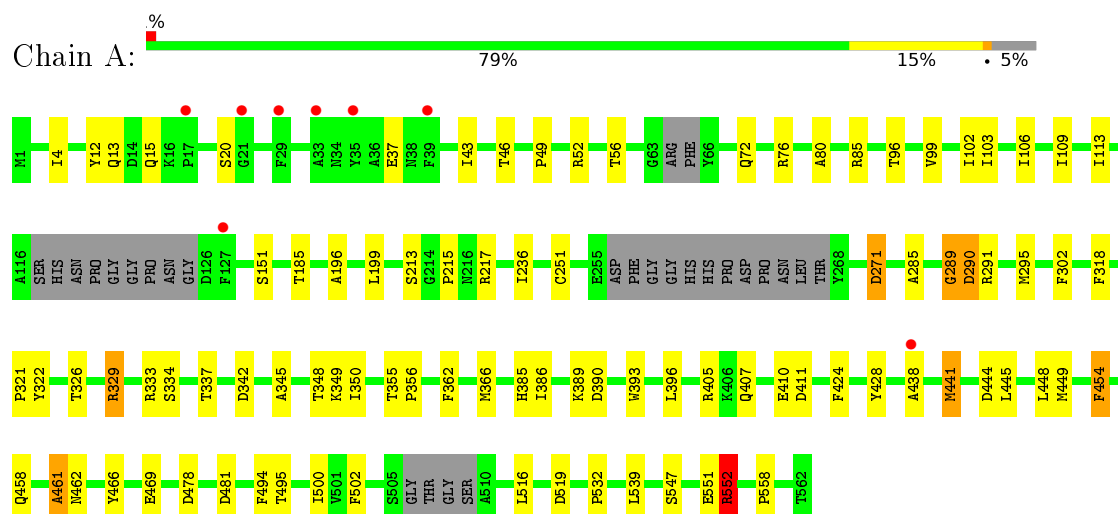 .%
Chain A:
79% 15% • 5%
M1 I4 Y12 Q13 D14 Q15 K16 P17 S20 G21 F29 A33 N34 Y35 A36 E37 N38 F39 I43 T46 P49 R52 T56 G63 ARG PHE Y66 Q72 R76 A80 R85 T96 V99 I102 I103 I106 I109 I113
A116 SER HIS ASN PRO GLY GLY PRO ASN GLY D126 F127 S151 T185 A196 L199 S213 G214 P215 N216 R217 I236 C251 E255 ASP PHE GLY GLY HIS HIS PRO ASP PRO ASN LEU THR Y268 D271 A285 G289 D290 R291 M295 F302 F318
P321 Y322 T326 R329 R333 S334 T337 D342 A345 T348 K349 I350 T355 P356 F362 M366 H385 I386 K389 D390 W393 L396 R405 K406 Q407 E410 D411 F424 Y428 A438 M441 D444 L445 L448 M449 F454
Q458 A461 N462 Y466 E469 D478 D481 F494 T495 I500 V501 F502 S505 GLY THR GLY SER A510 L516 D519 P532 L539 S547 E551 R552 P558 T562